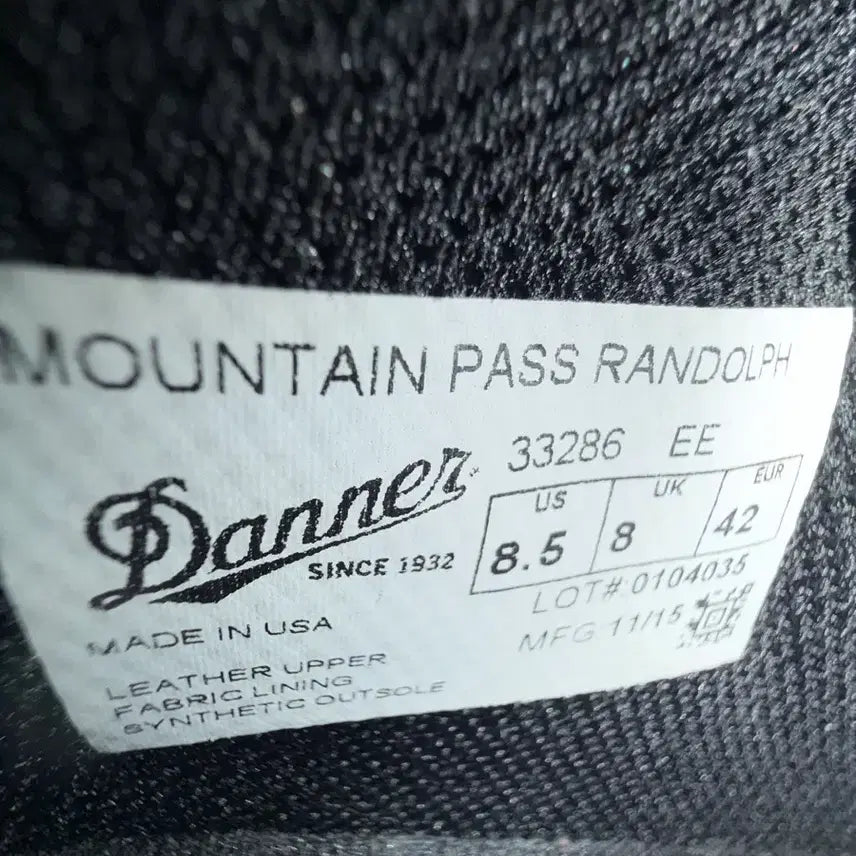 MOUNTAIN PASS RANDOLPH
33286 EE
Danner
SINCE 1932
US UK EUR
8.5 8 42
LOT#:0104035
MFG 11/15
MADE IN USA
LEATHER UPPER
FABRIC LINING
SYNTHETIC OUTSOLE